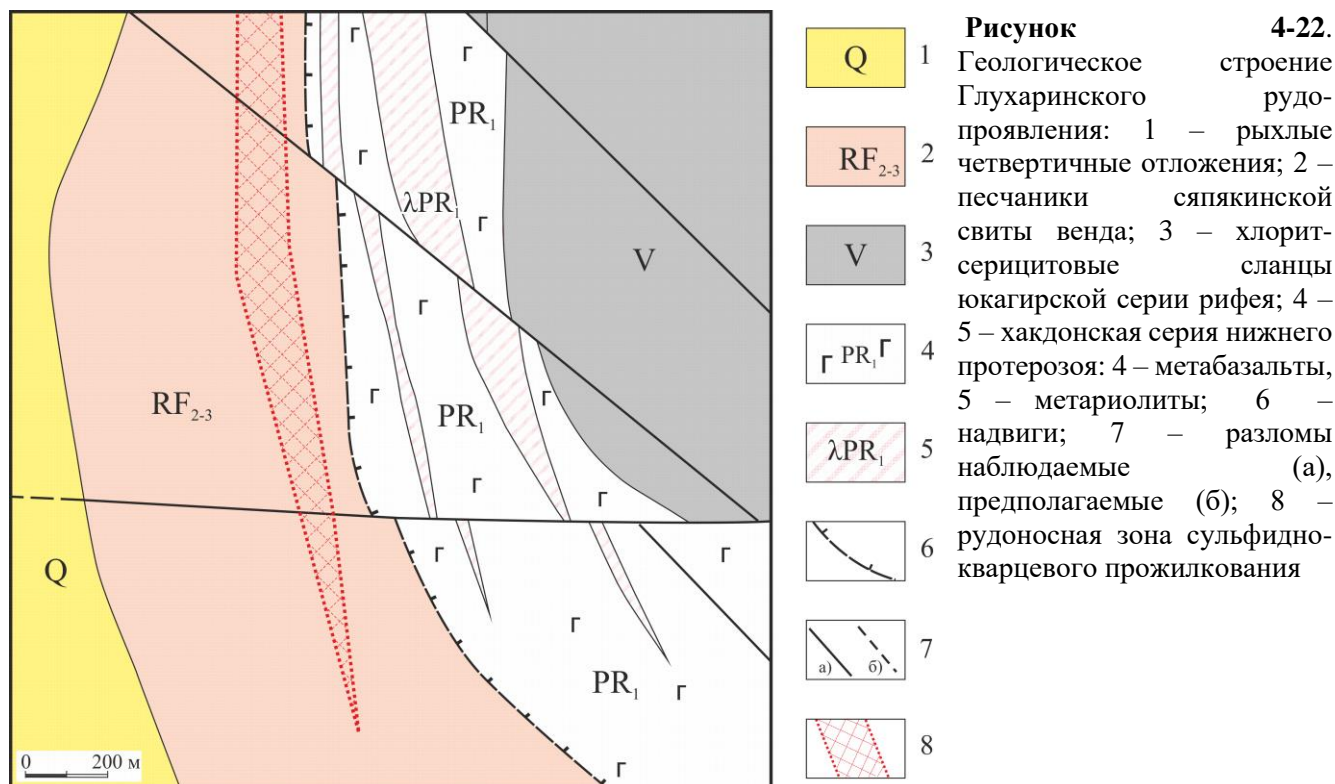 Рисунок 4-22.
Геологическое строение
Глухаринского рудо-
проявления: 1 – рыхлые
четвертичные отложения; 2 –
песчаники сяпякинской
свиты венда; 3 – хлорит-
серицитовые сланцы
юкагирской серии рифея; 4 –
5 – хакдонская серия нижнего
протерозоя: 4 – метабазальты,
5 – метариолиты; 6 –
надвиги; 7 – разломы
наблюдаемые (а),
предполагаемые (б); 8 –
рудоносная зона сульфидно-
кварцевого прожилкования
Q 1
RF2-3 2
V 3
г PR1 г 4
λPR1 5
6
а) б) 7
8
г г
PR1
г
λPR1 г
V
г
RF2-3 г г
PR1
г
г г
Q
г
PR1 г
г
0 200 м